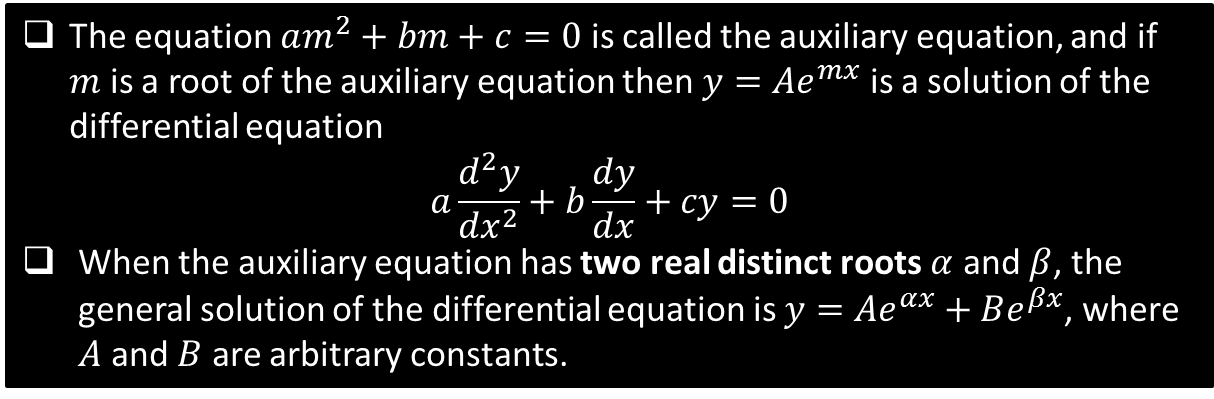 ❑ The equation am² + bm + c = 0 is called the auxiliary equation, and if
m is a root of the auxiliary equation then y = Ae^{mx} is a solution of the
differential equation
a d²y/dx² + b dy/dx + cy = 0
❑ When the auxiliary equation has two real distinct roots α and β, the
general solution of the differential equation is y = Ae^{αx} + Be^{βx}, where
A and B are arbitrary constants.